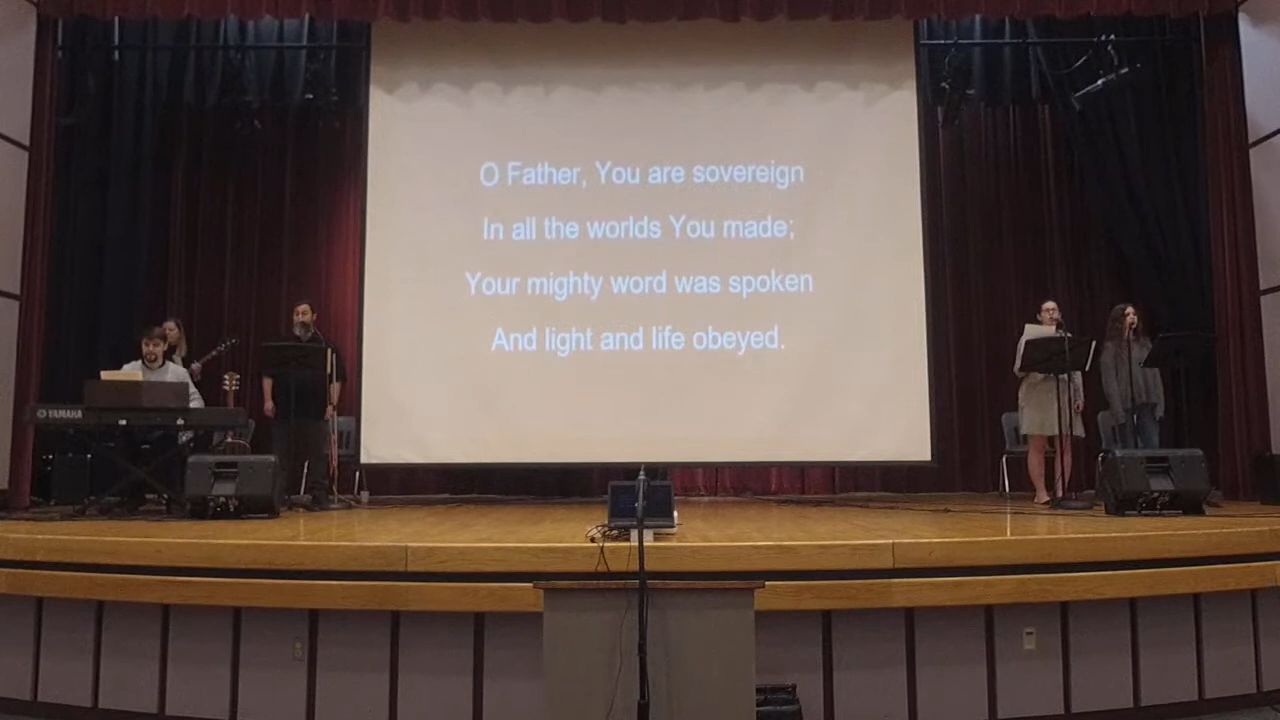 O Father, You are sovereign
In all the worlds You made;
Your mighty word was spoken
And light and life obeyed.
YAMAHA